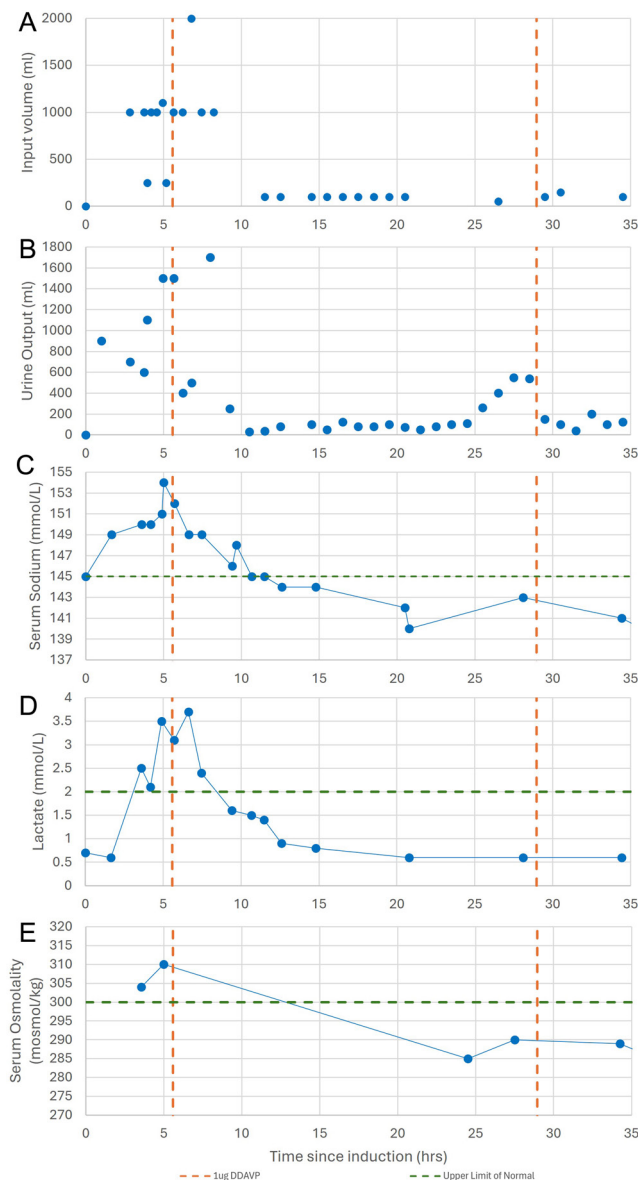 A
Input volume (ml)
2000
1500
1000
500
0
0 5 10 15 20 25 30 35
B
Urine Output (ml)
1800
1600
1400
1200
1000
800
600
400
200
0
0 5 10 15 20 25 30 35
C
Serum Sodium (mmol/L)
155
153
151
149
147
145
143
141
139
137
0 5 10 15 20 25 30 35
D
Lactate (mmol/L)
4
3.5
3
2.5
2
1.5
1
0.5
0
0 5 10 15 20 25 30 35
E
Serum Osmolality
(mosmol/kg)
320
315
310
305
300
295
290
285
280
275
270
0 5 10 15 20 25 30 35
Time since induction (hrs)
1ug DDAVP
Upper Limit of Normal